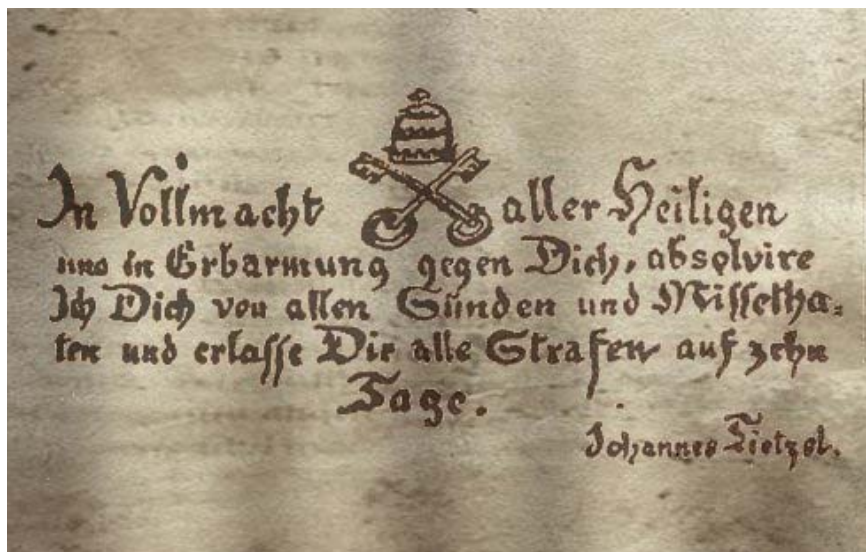 In Vollmacht aller Heiligen
und in Erbarmung gegen Dich, absolvire
Ich Dich von allen Sünden und Missetha=
ten und erlasse Dir alle Strafen auf zehn
Tage.
Johannes Tietzel.